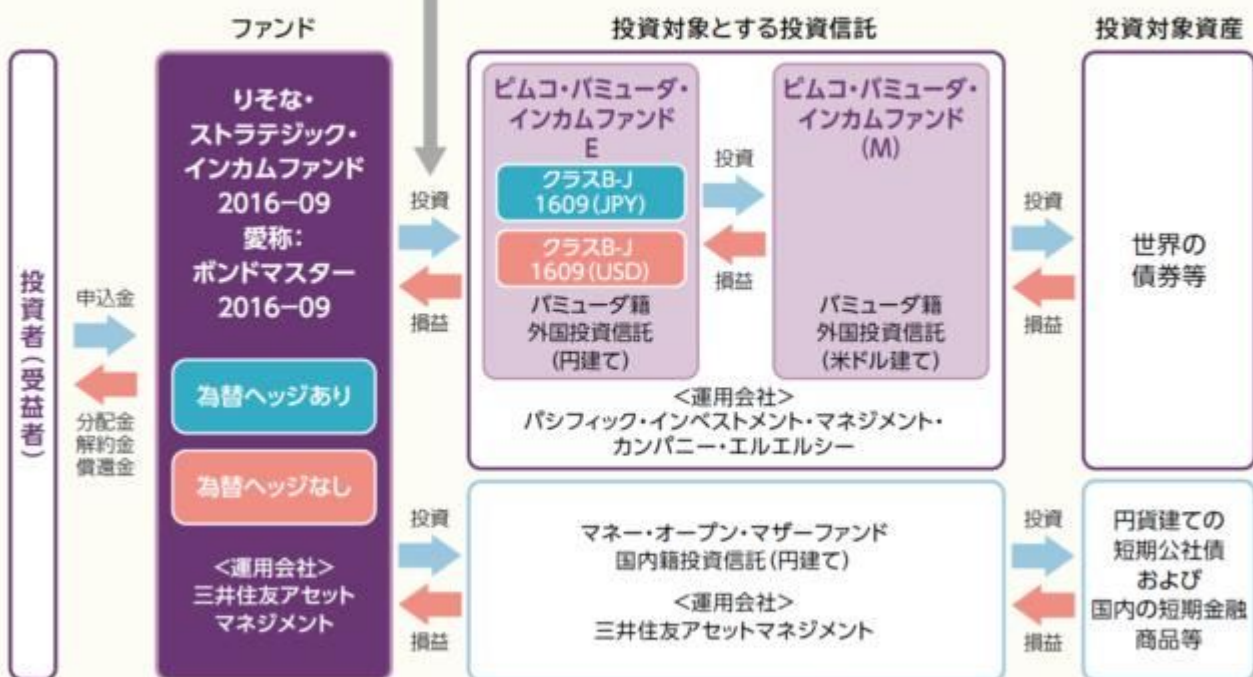 ファンド
投資対象とする投資信託
投資対象資産
投資者(受益者)
申込金
分配金
解約金
償還金
りそな・
ストラテジック・
インカムファンド
2016−09
愛称:
ボンドマスター
2016−09
為替ヘッジあり
為替ヘッジなし
<運用会社>
三井住友アセット
マネジメント
投資
損益
ピムコ・バミューダ・
インカムファンド
E
クラスB-J
1609(JPY)
クラスB-J
1609(USD)
バミューダ籍
外国投資信託
(円建て)
投資
損益
ピムコ・バミューダ・
インカムファンド
(M)
バミューダ籍
外国投資信託
(米ドル建て)
<運用会社>
パシフィック・インベストメント・マネジメント・
カンパニー・エルエルシー
投資
損益
世界の
債券等
投資
損益
マネー・オープン・マザーファンド
国内籍投資信託(円建て)
<運用会社>
三井住友アセットマネジメント
投資
損益
円貨建ての
短期公社債
および
国内の短期金融
商品等